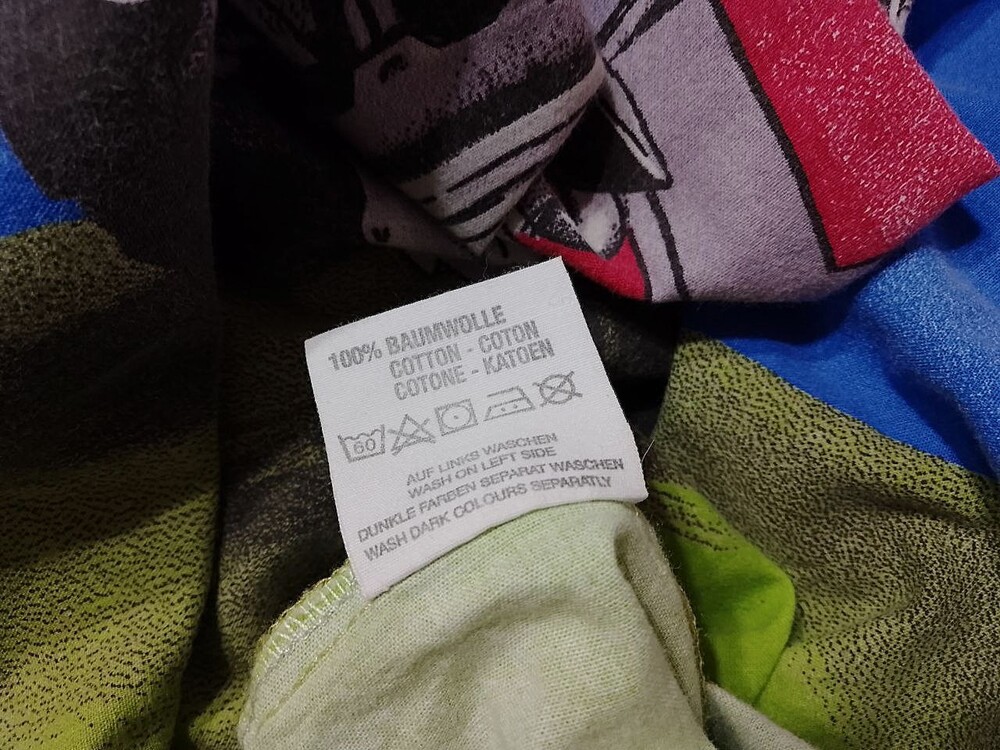 100% BAUMWOLLE
COTTON - COTON
COTONE - KATOEN
60
AUF LINKS WASCHEN
WASH ON LEFT SIDE
DUNKLE FARBEN SEPARAT WASCHEN
WASH DARK COLOURS SEPARATLY